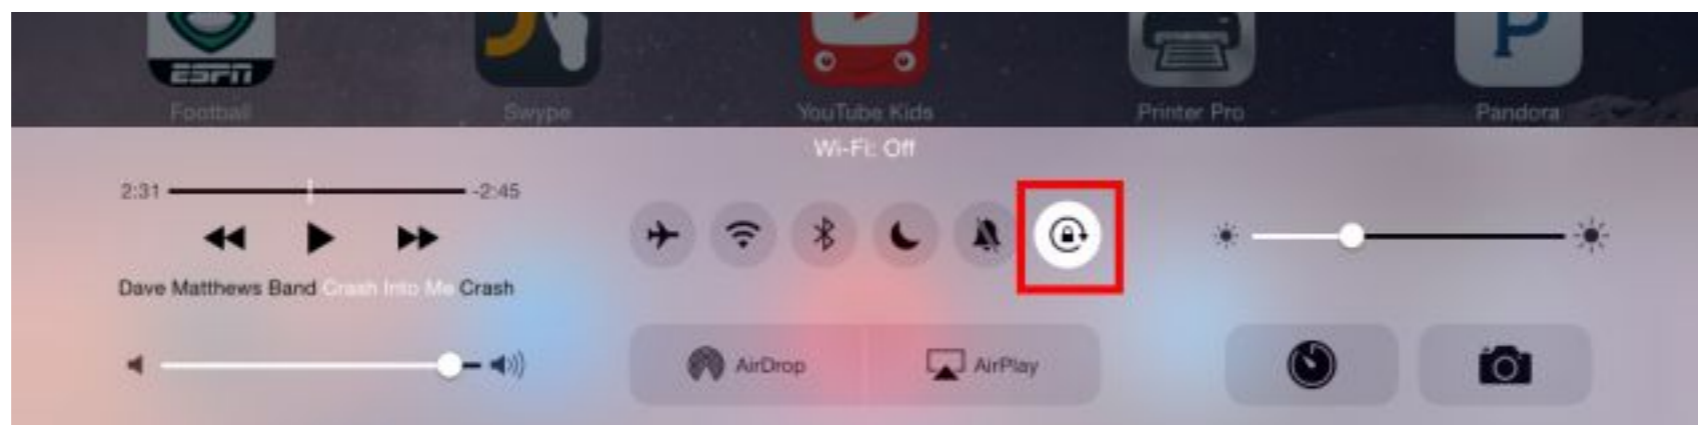 ESPN
Football
Swype
YouTube Kids
Printer Pro
P
Pandora
Wi-Fi: Off
2:31
-2:45
Dave Matthews Band Crash Into Me Crash
AirDrop
AirPlay